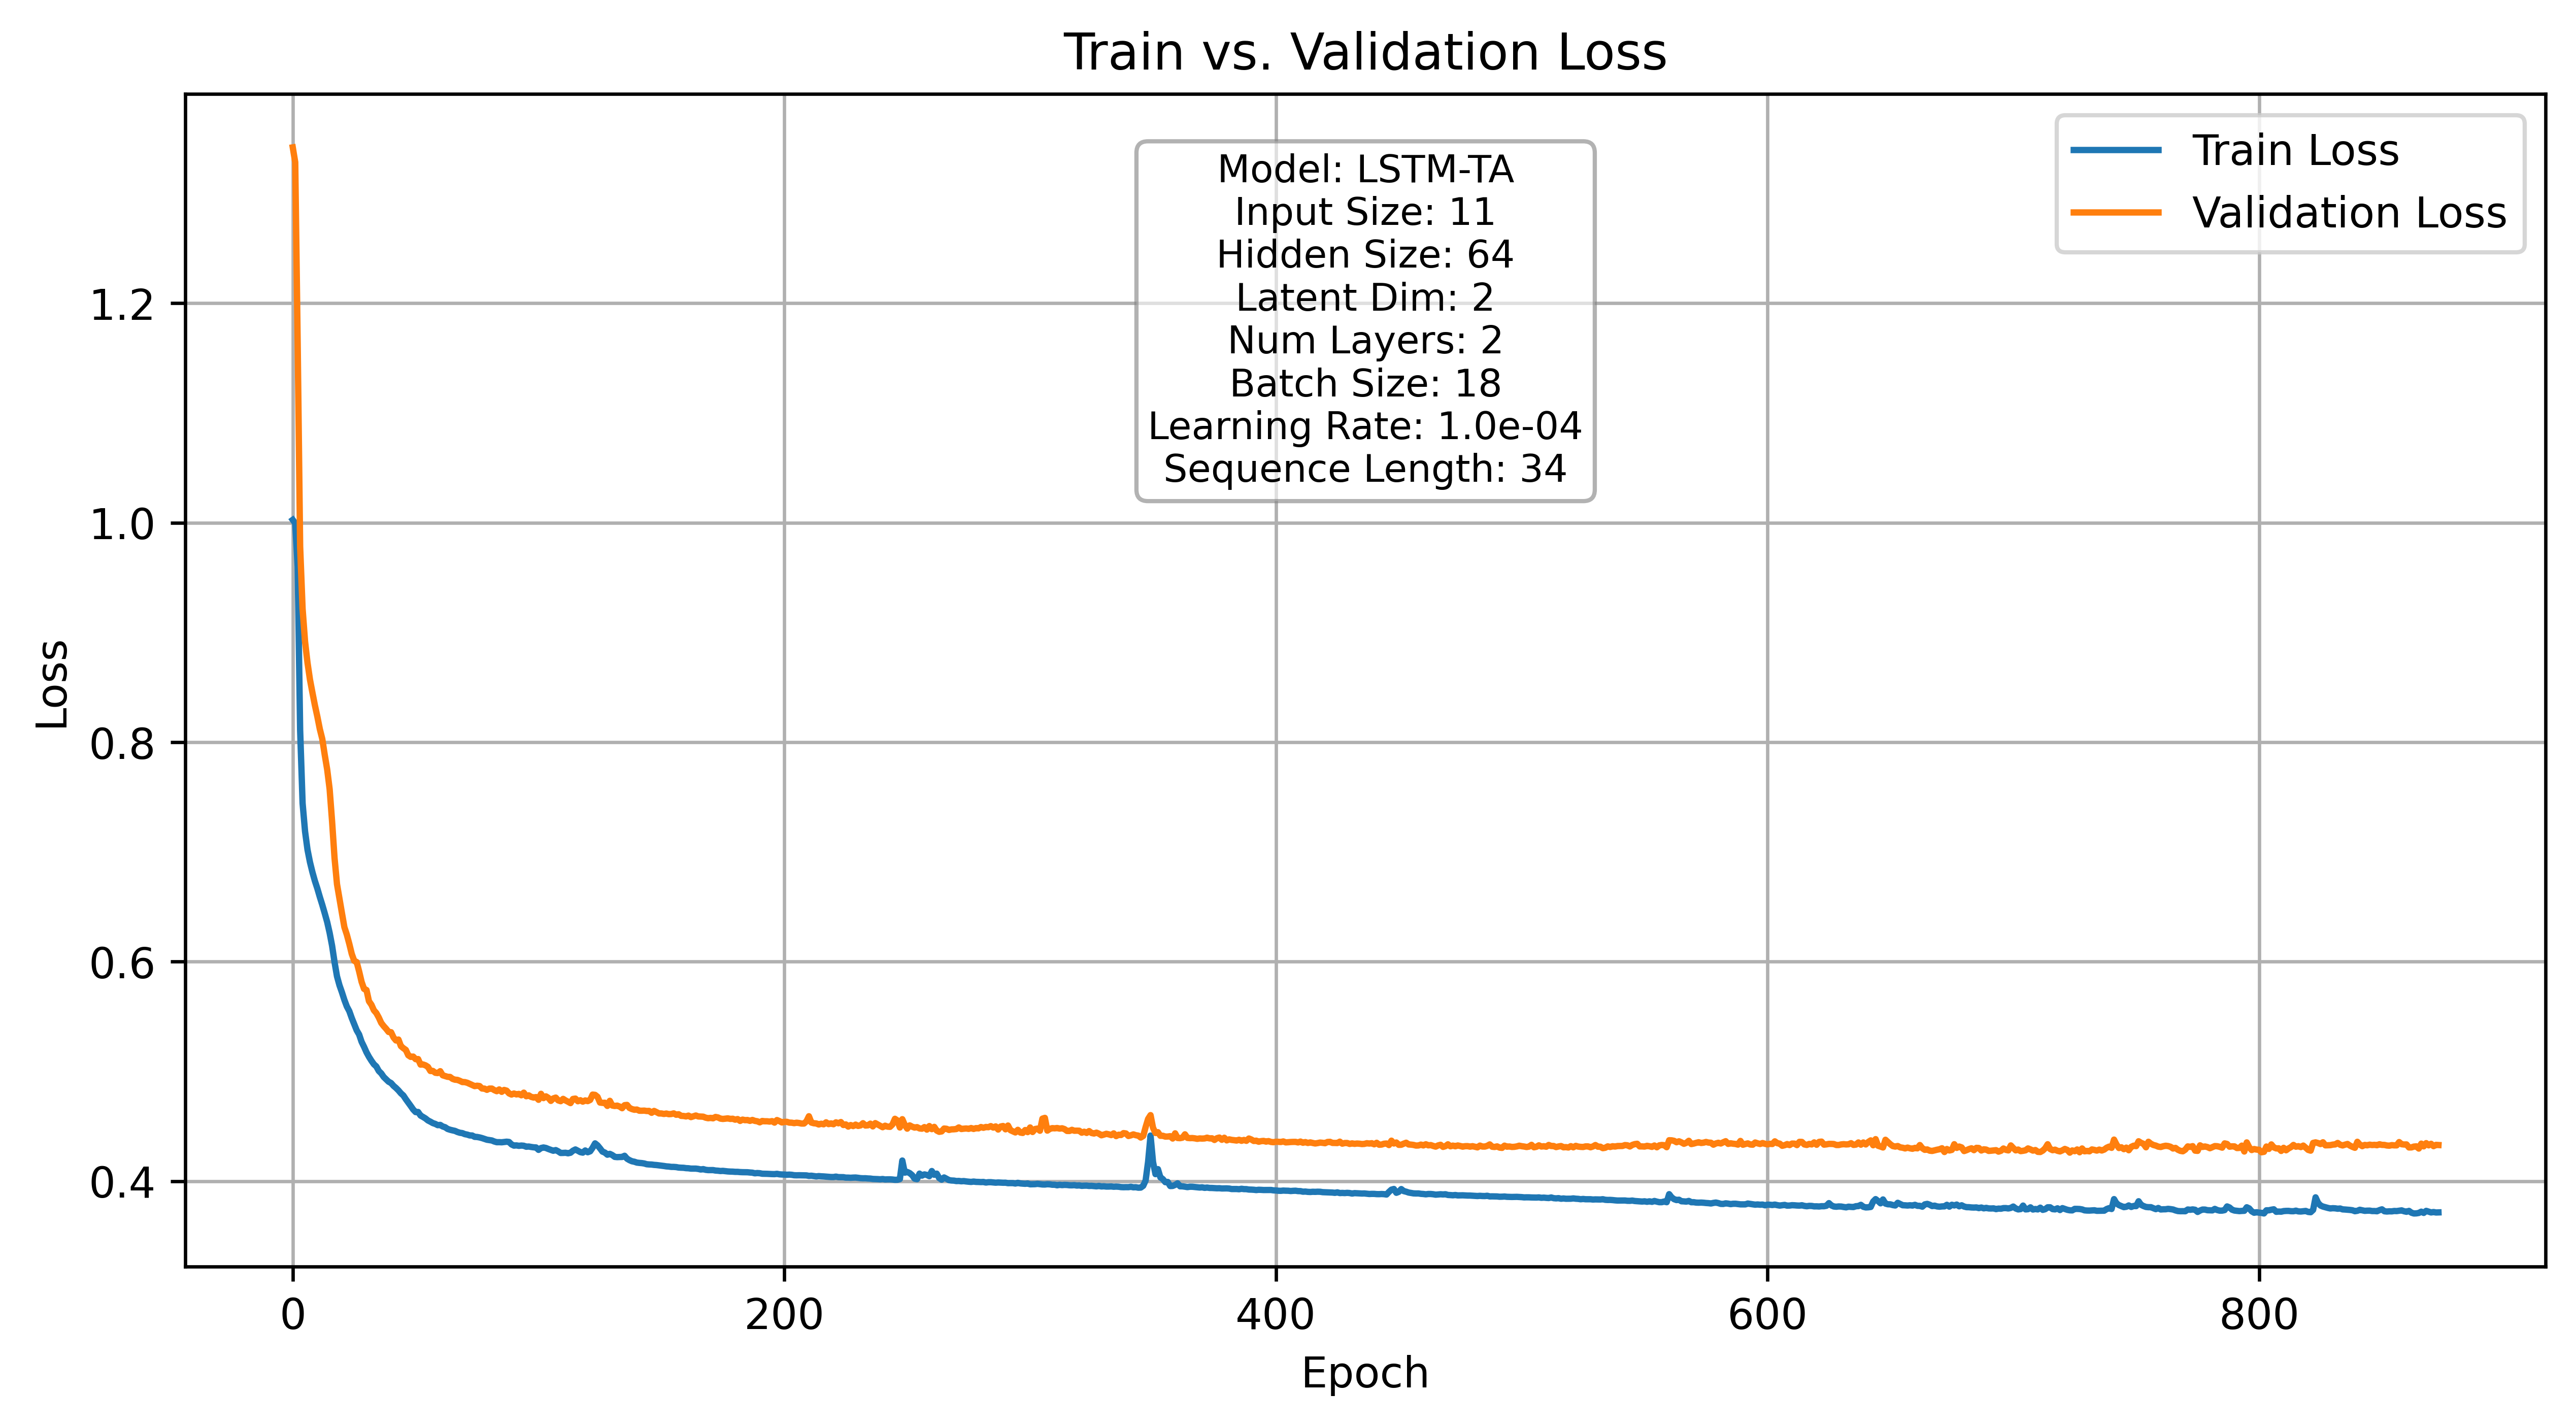 Train vs. Validation Loss
Train Loss
Validation Loss
Model: LSTM-TA
Input Size: 11
Hidden Size: 64
Latent Dim: 2
Num Layers: 2
Batch Size: 18
Learning Rate: 1.0e-04
Sequence Length: 34
Loss
1.2
1.0
0.8
0.6
0.4
0 200 400 600 800
Epoch